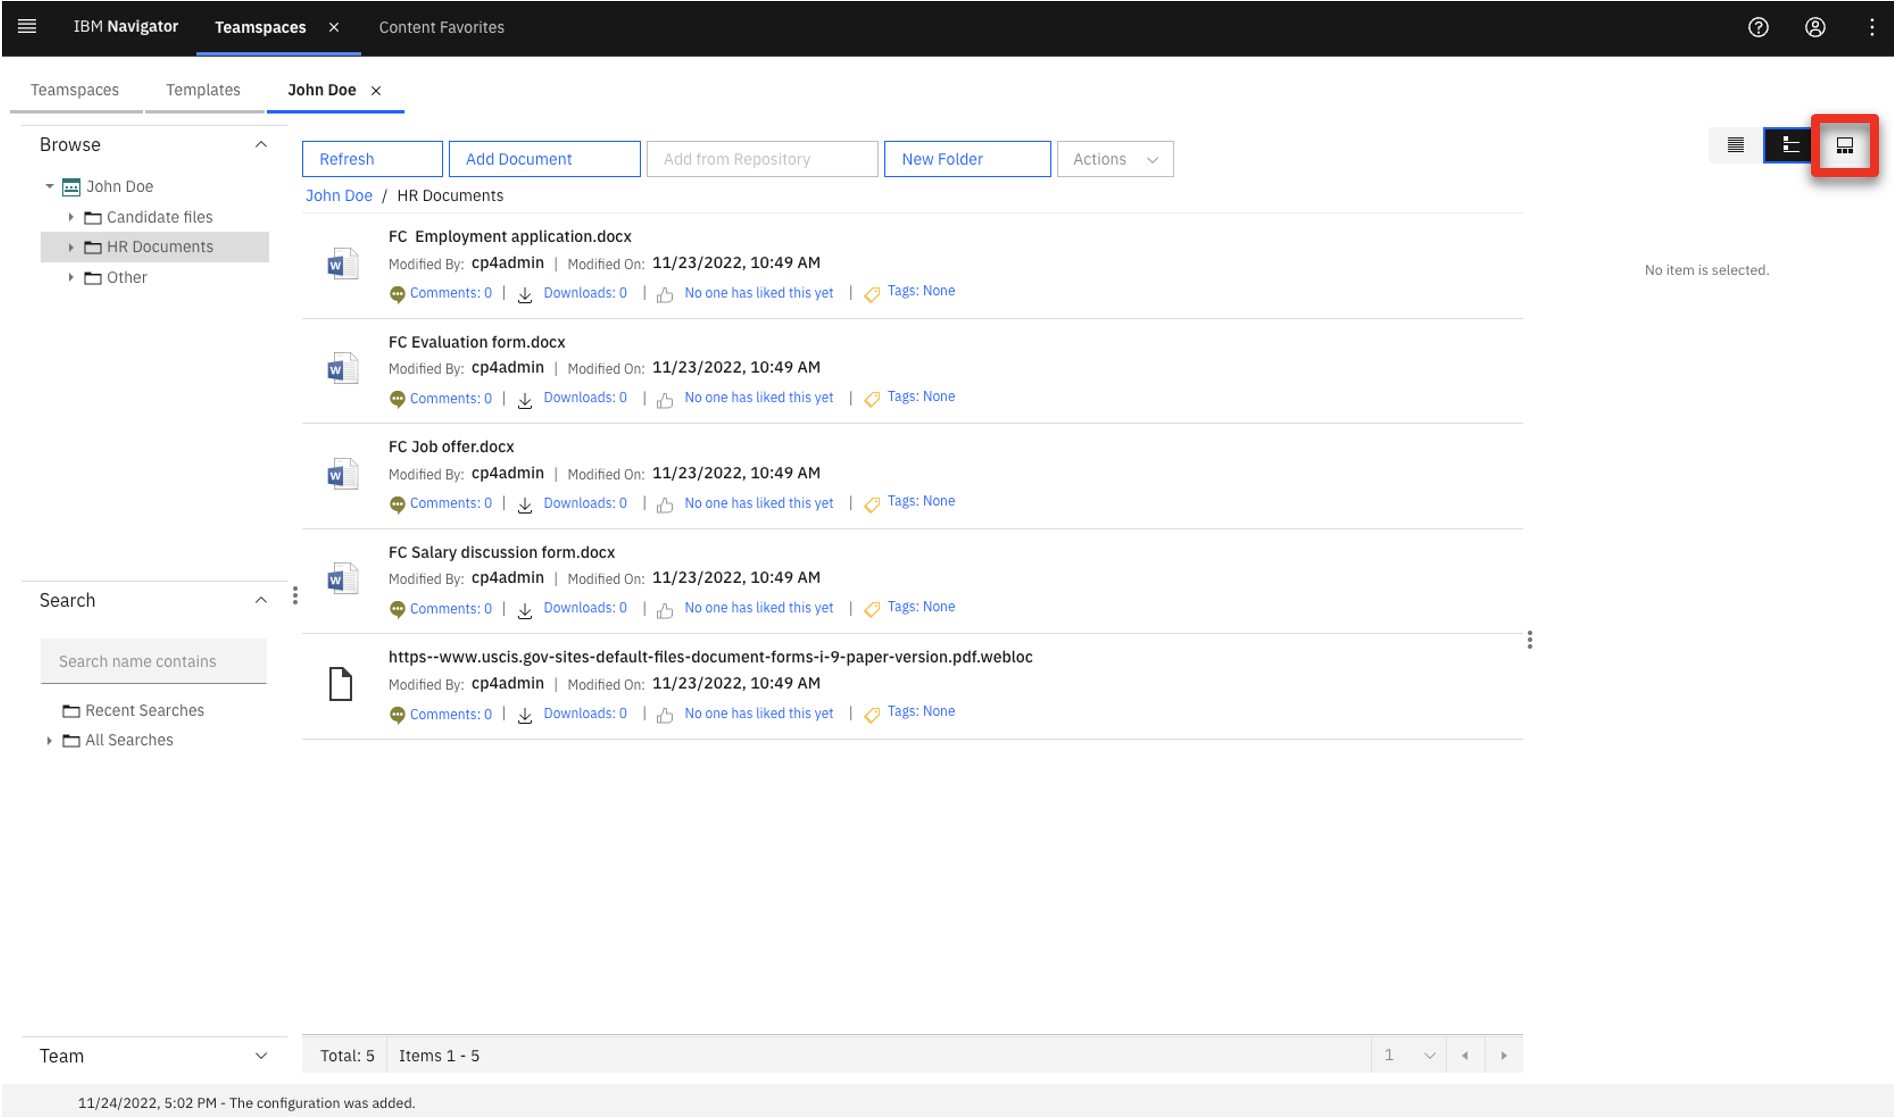 IBM Navigator Teamspaces Content Favorites
Teamspaces Templates John Doe
Browse
John Doe
Candidate files
HR Documents
Other
Search
Search name contains
Recent Searches
All Searches
Team
Refresh Add Document Add from Repository New Folder Actions
John Doe / HR Documents
FC  Employment application.docx
Modified By: cp4admin | Modified On: 11/23/2022, 10:49 AM
Comments: 0 | Downloads: 0 | No one has liked this yet | Tags: None
FC Evaluation form.docx
Modified By: cp4admin | Modified On: 11/23/2022, 10:49 AM
Comments: 0 | Downloads: 0 | No one has liked this yet | Tags: None
FC Job offer.docx
Modified By: cp4admin | Modified On: 11/23/2022, 10:49 AM
Comments: 0 | Downloads: 0 | No one has liked this yet | Tags: None
FC Salary discussion form.docx
Modified By: cp4admin | Modified On: 11/23/2022, 10:49 AM
Comments: 0 | Downloads: 0 | No one has liked this yet | Tags: None
https--www.uscis.gov-sites-default-files-document-forms-i-9-paper-version.pdf.webloc
Modified By: cp4admin | Modified On: 11/23/2022, 10:49 AM
Comments: 0 | Downloads: 0 | No one has liked this yet | Tags: None
Total: 5 Items 1 - 5 1
No item is selected.
11/24/2022, 5:02 PM - The configuration was added.